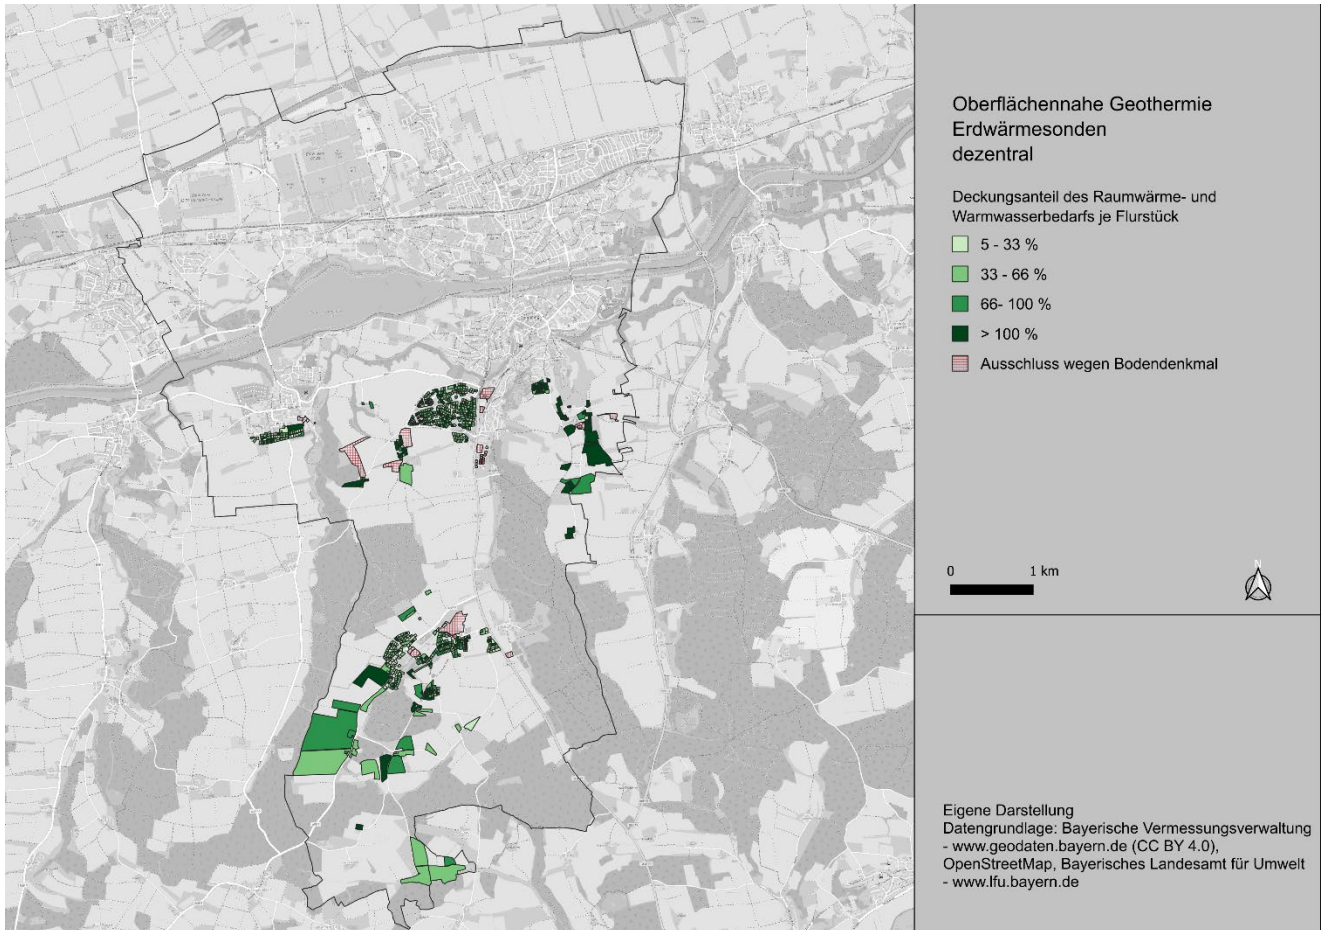 Oberflächennahe Geothermie
Erdwärmesonden
dezentral
Deckungsanteil des Raumwärme- und
Warmwasserbedarfs je Flurstück
5 - 33 %
33 - 66 %
66- 100 %
> 100 %
Ausschluss wegen Bodendenkmal
0 1 km
N
Eigene Darstellung
Datengrundlage: Bayerische Vermessungsverwaltung
- www.geodaten.bayern.de (CC BY 4.0),
OpenStreetMap, Bayerisches Landesamt für Umwelt
- www.lfu.bayern.de